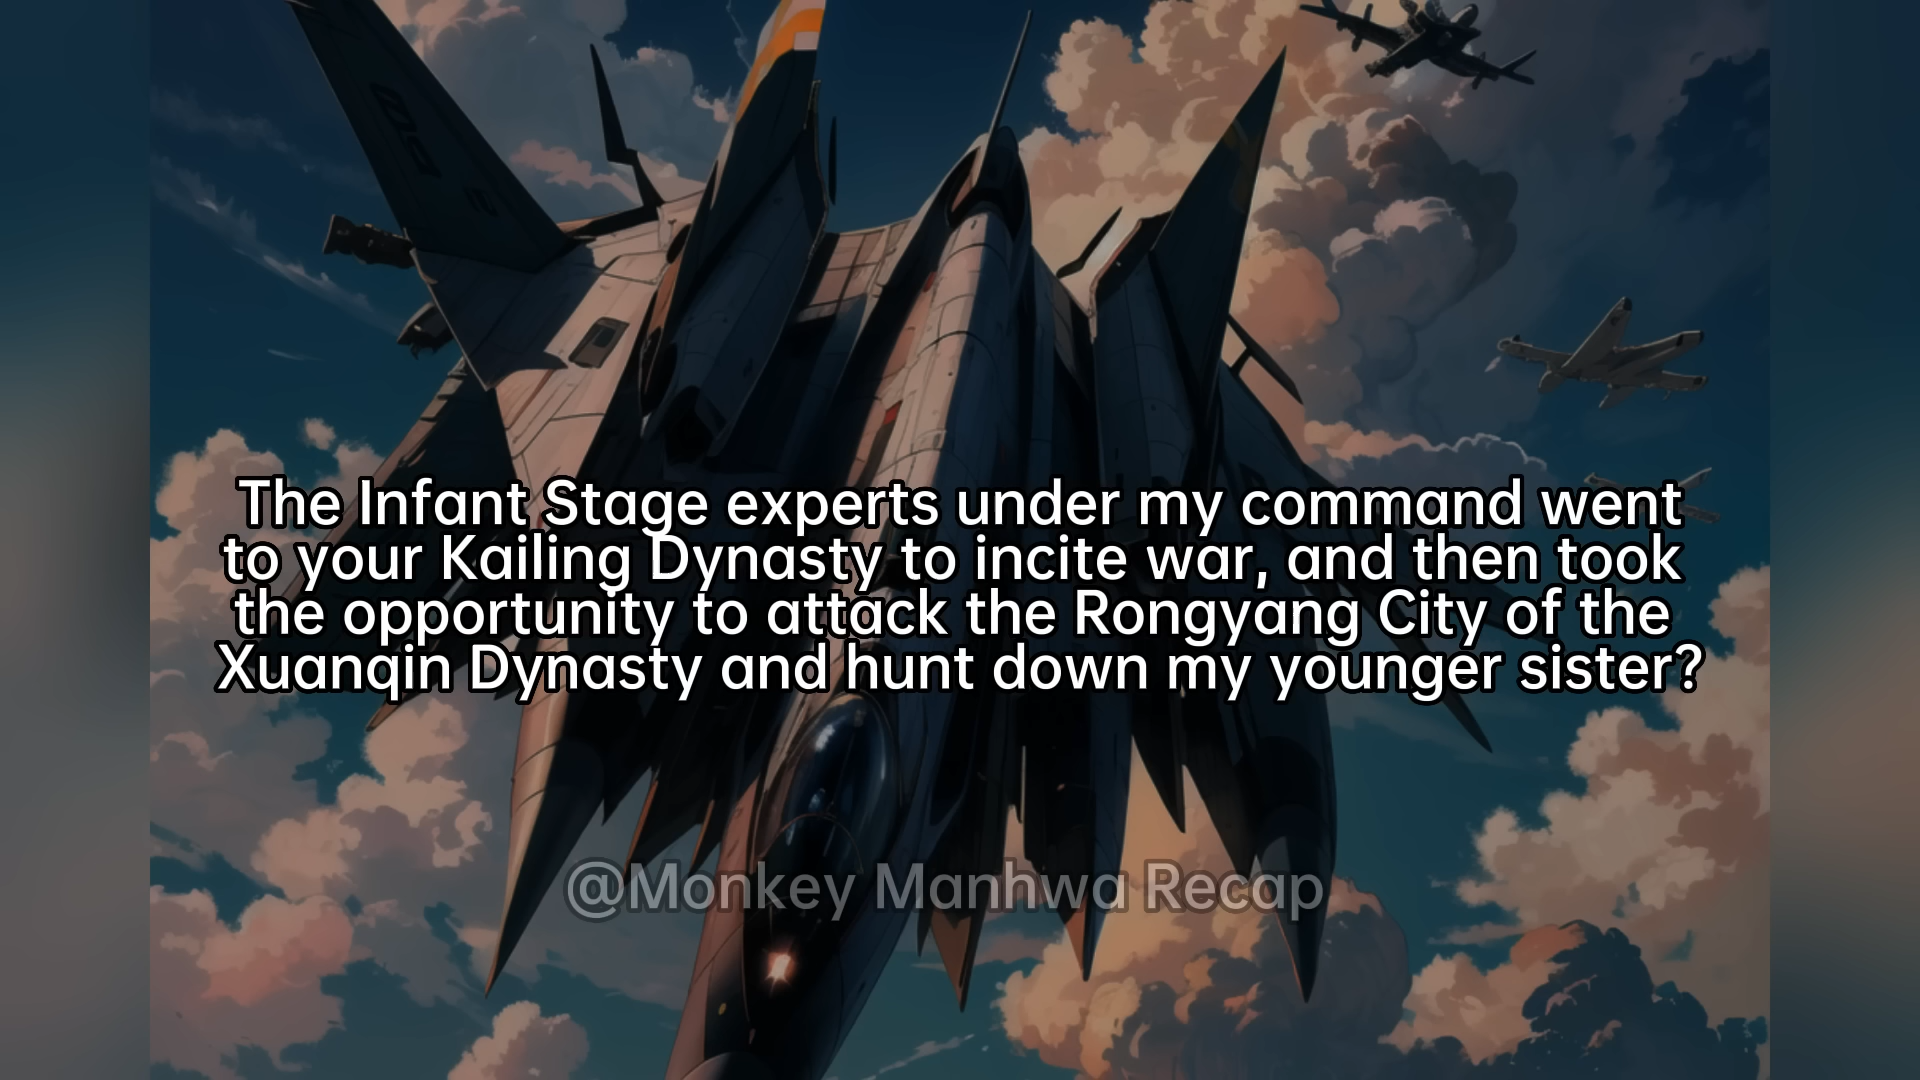 The Infant Stage experts under my command went
to your Kailing Dynasty to incite war, and then took
the opportunity to attack the Rongyang City of the
Xuanqin Dynasty and hunt down my younger sister?
@Monkey Manhwa Recap